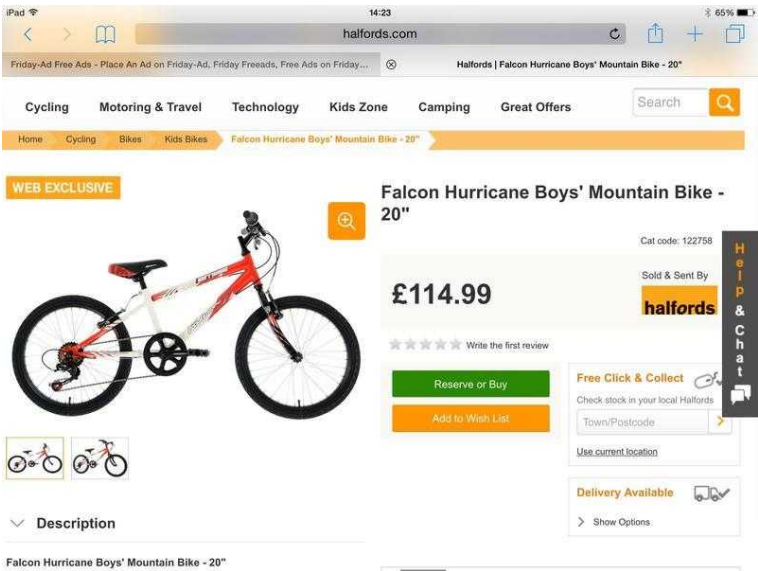 iPad 14:23 65%
halfords.com
Friday-Ad Free Ads - Place An Ad on Friday-Ad, Friday Freeads, Free Ads on Friday... Halfords | Falcon Hurricane Boys' Mountain Bike - 20"
Cycling Motoring & Travel Technology Kids Zone Camping Great Offers Search
Home Cycling Bikes Kids Bikes Falcon Hurricane Boys' Mountain Bike - 20"
WEB EXCLUSIVE
Falcon Hurricane Boys' Mountain Bike -
20"
Cat code: 122758
£114.99
Sold & Sent By
halfords
Write the first review
Reserve or Buy
Add to Wish List
Free Click & Collect
Check stock in your local Halfords
Town/Postcode
Use current location
Delivery Available
Show Options
Help & Chat
Description
Falcon Hurricane Boys' Mountain Bike - 20"